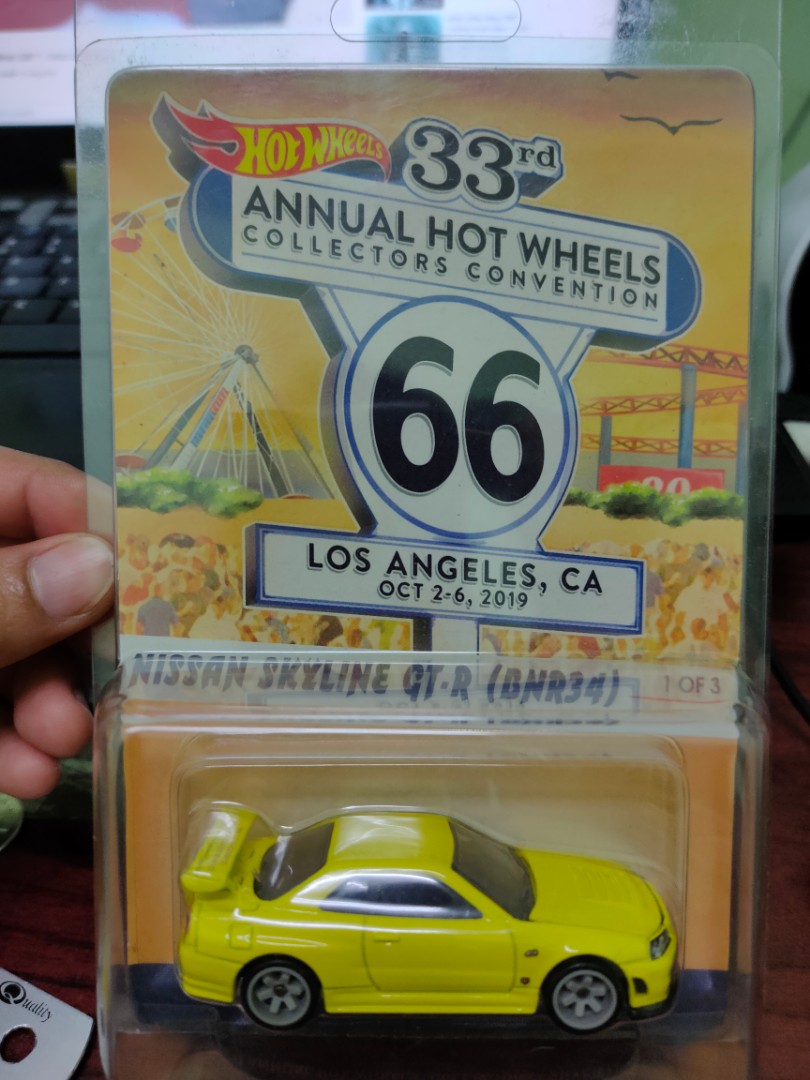 HOT WHEELS
33rd
ANNUAL HOT WHEELS
COLLECTORS CONVENTION
66
LOS ANGELES, CA
OCT 2-6, 2019
NISSAN SKYLINE GT-R (BNR34)
1 OF 3
Quality